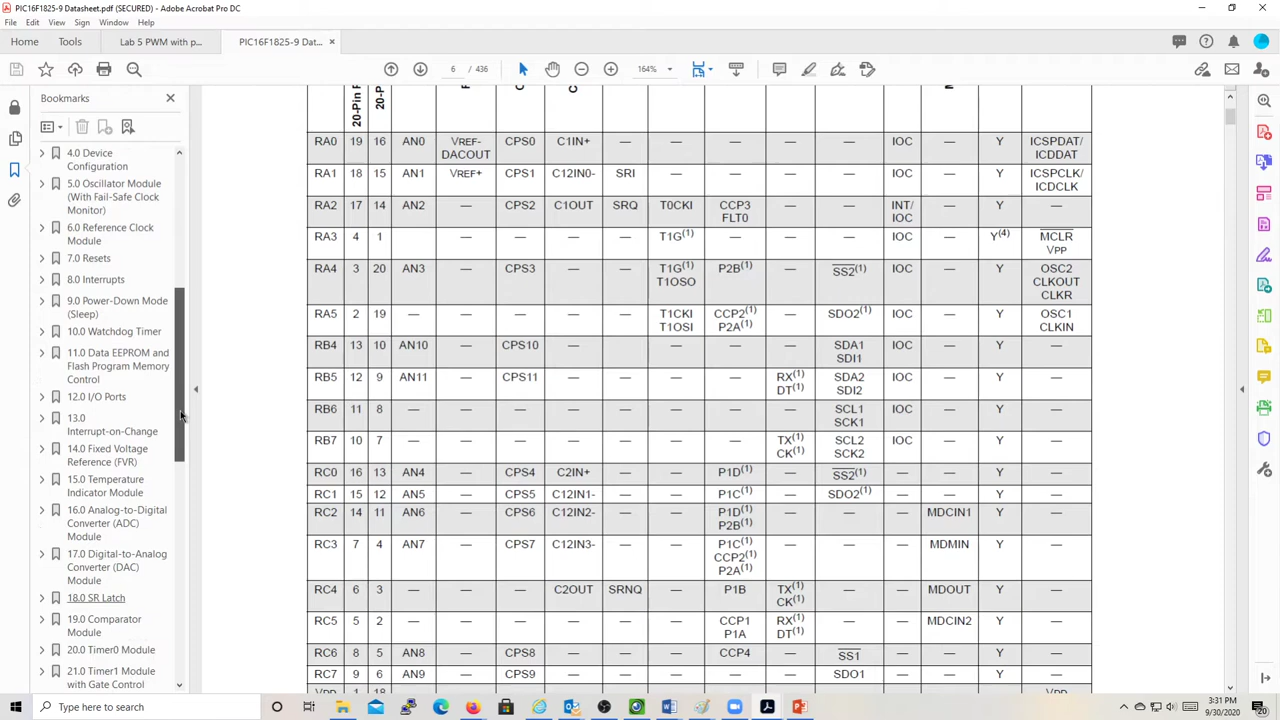 PIC16F1825-9 Datasheet.pdf (SECURED) - Adobe Acrobat Pro DC
File Edit View Sign Window Help
Home Tools Lab 5 PWM with p... PIC16F1825-9 Dat... ×
6 / 436 164%
Bookmarks
4.0 Device
Configuration
5.0 Oscillator Module
(With Fail-Safe Clock
Monitor)
6.0 Reference Clock
Module
7.0 Resets
8.0 Interrupts
9.0 Power-Down Mode
(Sleep)
10.0 Watchdog Timer
11.0 Data EEPROM and
Flash Program Memory
Control
12.0 I/O Ports
13.0
Interrupt-on-Change
14.0 Fixed Voltage
Reference (FVR)
15.0 Temperature
Indicator Module
16.0 Analog-to-Digital
Converter (ADC)
Module
17.0 Digital-to-Analog
Converter (DAC)
Module
18.0 SR Latch
19.0 Comparator
Module
20.0 Timer0 Module
21.0 Timer1 Module
with Gate Control
20-Pin 20-P
RA0 19 16 AN0 VREF- CPS0 C1IN+ — — — — — IOC — Y ICSPDAT/
DACOUT ICDDAT
RA1 18 15 AN1 VREF+ CPS1 C12IN0- SRI — — — — IOC — Y ICSPCLK/
ICDCLK
RA2 17 14 AN2 — CPS2 C1OUT SRQ T0CKI CCP3 — — INT/ — Y —
FLT0 IOC
RA3 4 1 — — — — T1G(1) — — — IOC — Y(4) MCLR
VPP
RA4 3 20 AN3 — CPS3 — — T1G(1) P2B(1) — SS2(1) IOC — Y OSC2
T1OSO CLKOUT
CLKR
RA5 2 19 — — — — — T1CKI CCP2(1) — SDO2(1) IOC — Y OSC1
T1OSI P2A(1) CLKIN
RB4 13 10 AN10 — CPS10 — — — — — SDA1 IOC — Y —
SDI1
RB5 12 9 AN11 — CPS11 — — — — RX(1) SDA2 IOC — Y —
DT(1) SDI2
RB6 11 8 — — — — — — — — SCL1 IOC — Y —
SCK1
RB7 10 7 — — — — — — — TX(1) SCL2 IOC — Y —
CK(1) SCK2
RC0 16 13 AN4 — CPS4 C2IN+ — — P1D(1) — SS2(1) — — Y —
RC1 15 12 AN5 — CPS5 C12IN1- — — P1C(1) — SDO2(1) — — Y —
RC2 14 11 AN6 — CPS6 C12IN2- — — P1D(1) — — — MDCIN1 Y —
P2B(1)
RC3 7 4 AN7 — CPS7 C12IN3- — — P1C(1) — — — MDMIN Y —
CCP2(1)
P2A(1)
RC4 6 3 — — — C2OUT SRNQ — P1B TX(1) — — MDOUT Y —
CK(1)
RC5 5 2 — — — — — — CCP1 RX(1) — — MDCIN2 Y —
P1A DT(1)
RC6 8 5 AN8 — CPS8 — — — CCP4 — SS1 — — Y —
RC7 9 6 AN9 — CPS9 — — — — — SDO1 — — Y —
VDD 1 18 VDD
Type here to search
3:31 PM
9/30/2020
20